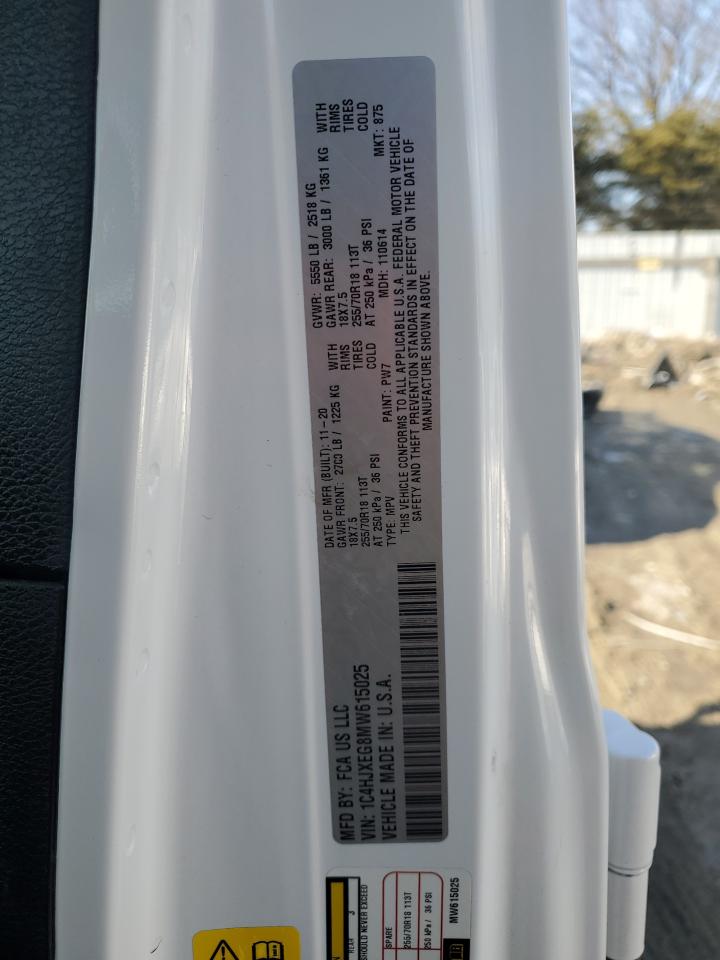 MFD BY: FCA US LLC
VIN: 1C4HJXEG8MW615025
VEHICLE MADE IN: U.S.A.
DATE OF MFR (BUILT): 11-20
GAWR FRONT: 2700 LB / 1225 KG WITH
18X7.5 RIMS
255/70R18 113T TIRES
AT 250 kPa / 36 PSI COLD
TYPE: MPV
PAINT: PW7
GVWR: 5550 LB / 2518 KG
GAWR REAR: 3000 LB / 1361 KG WITH
18X7.5 RIMS
255/70R18 113T TIRES
AT 250 kPa / 36 PSI COLD
MDH: 110614 MKT: 875
THIS VEHICLE CONFORMS TO ALL APPLICABLE U.S.A. FEDERAL MOTOR VEHICLE
SAFETY AND THEFT PREVENTION STANDARDS IN EFFECT ON THE DATE OF
MANUFACTURE SHOWN ABOVE.
REAR 3
SHOULD NEVER EXCEED
SPARE
255/70R18 113T
250 kPa / 36 PSI
MW615025